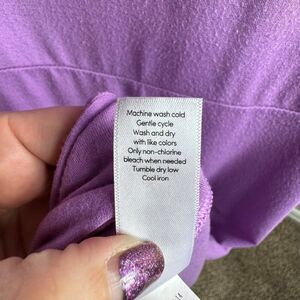 Machine wash cold
Gentle cycle
Wash and dry
with like colors
Only non-chlorine
bleach when needed
Tumble dry low
Cool iron